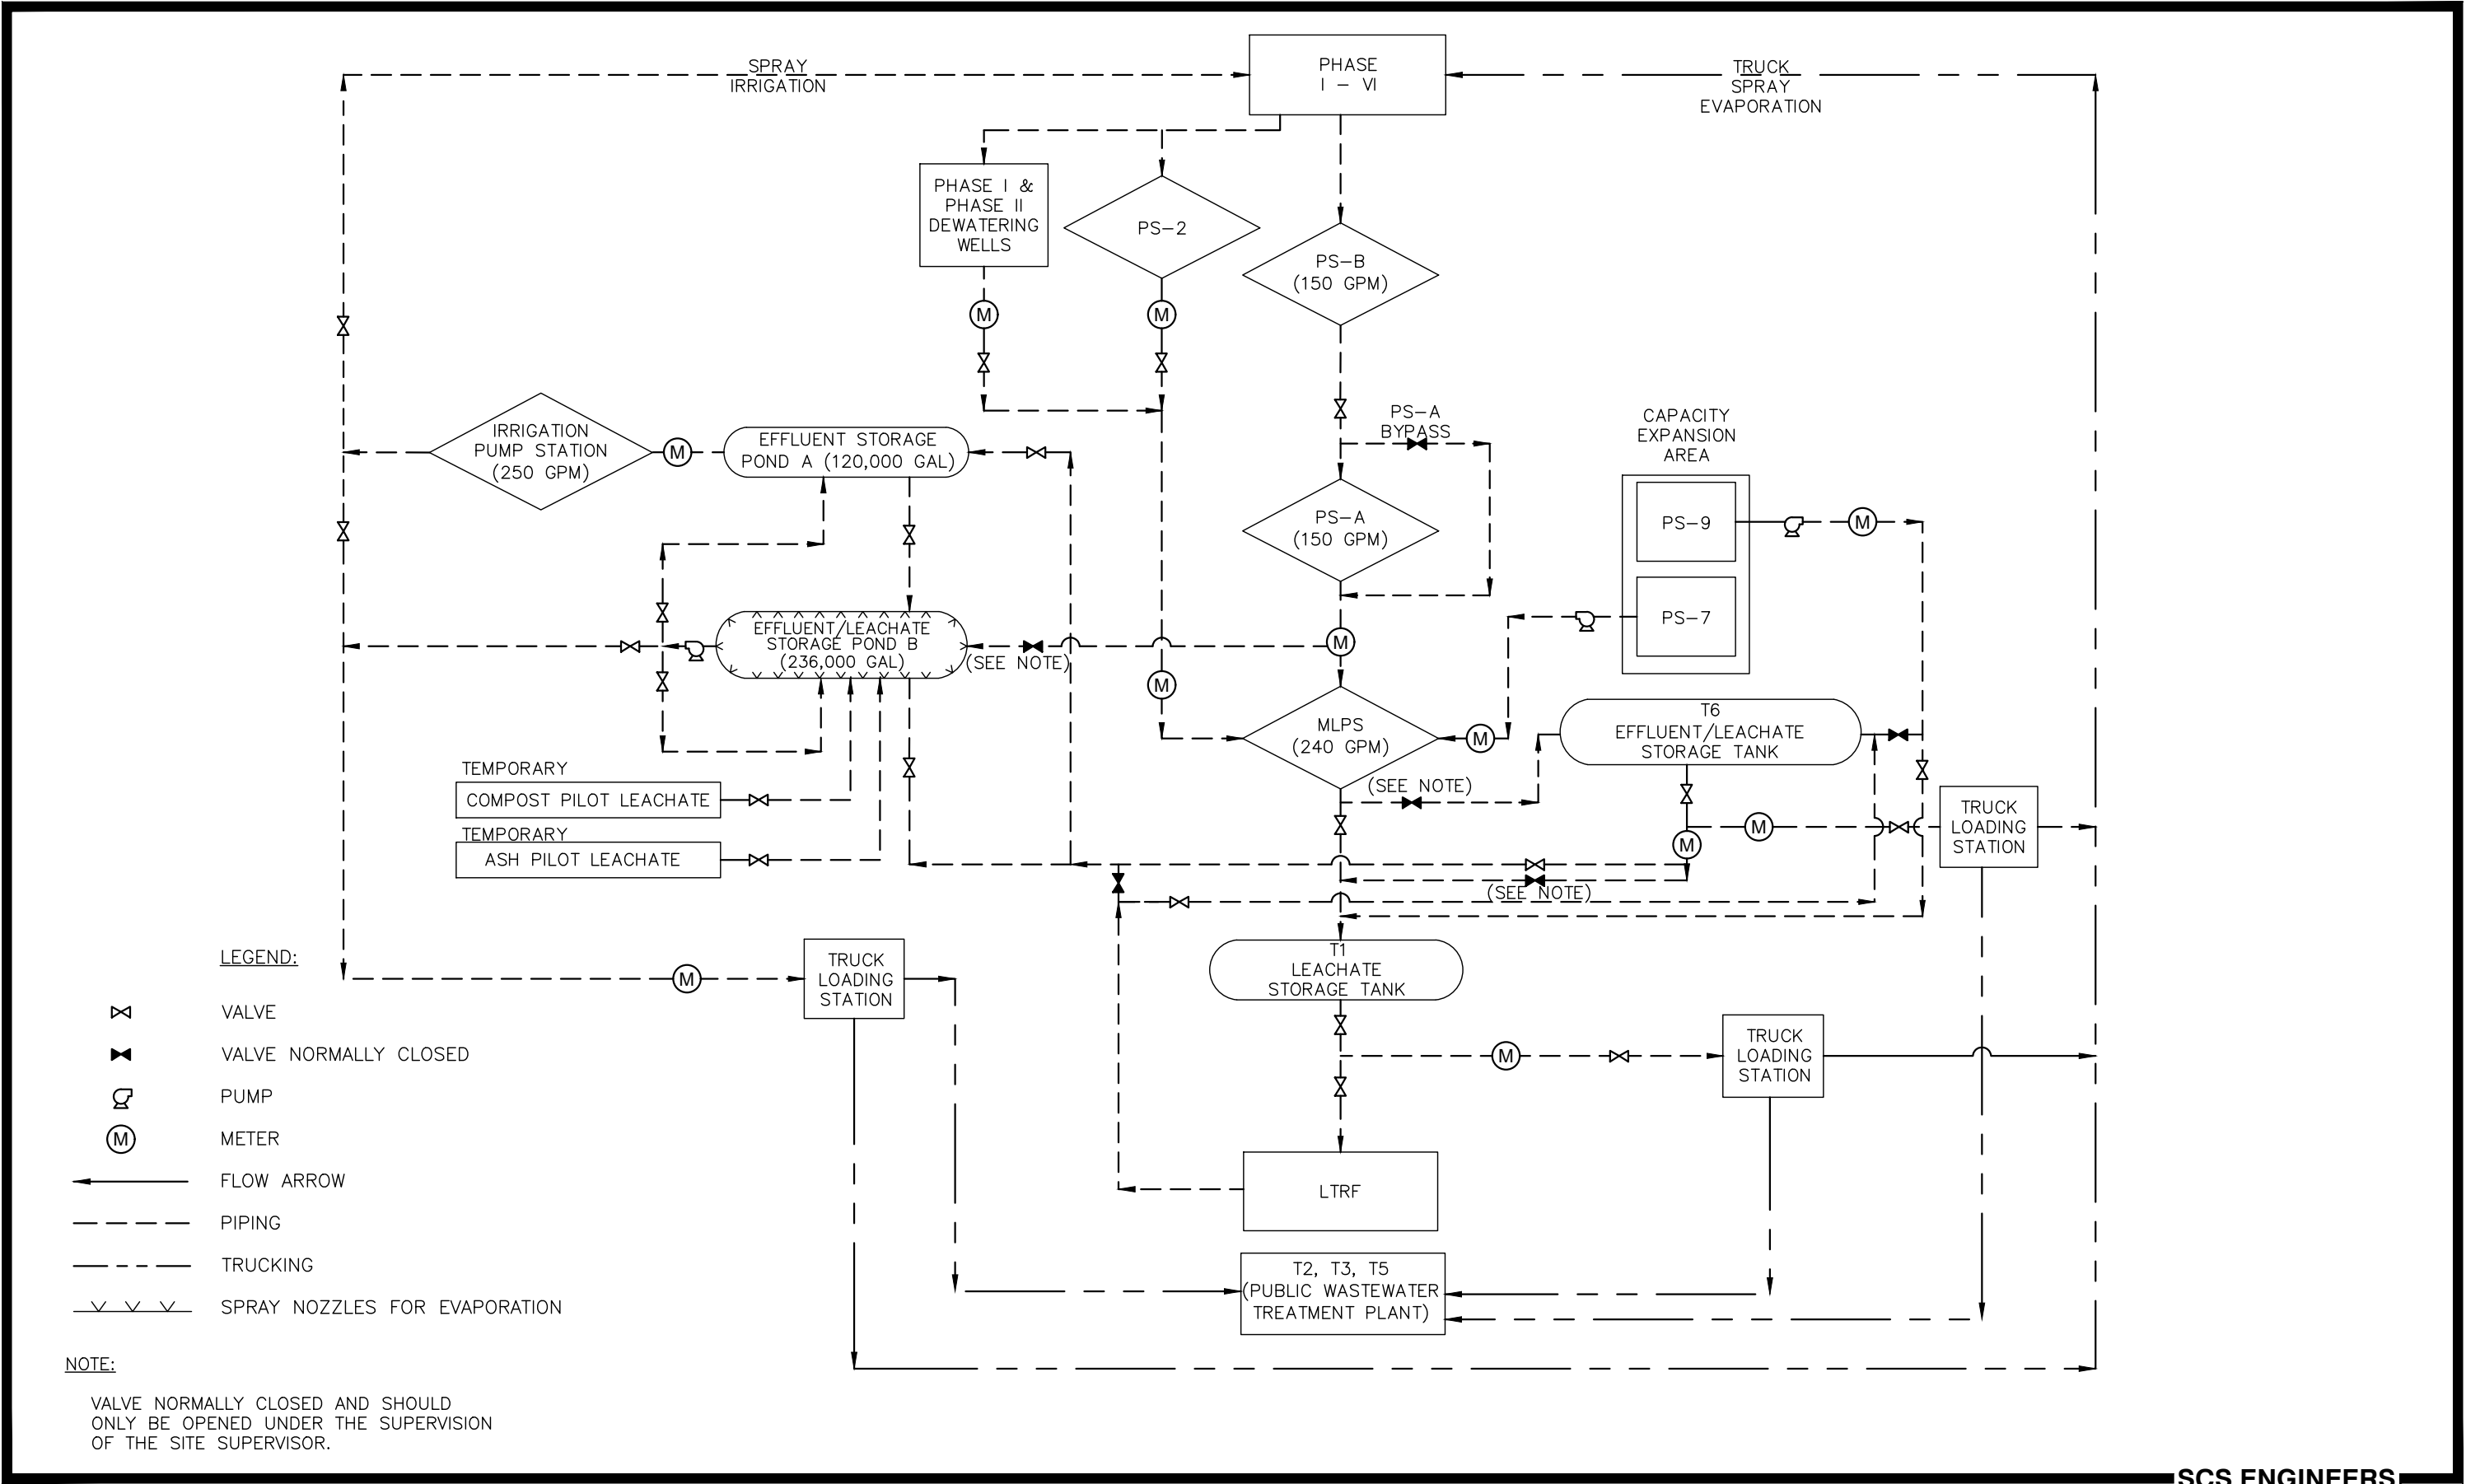 SPRAY
IRRIGATION
PHASE
I - VI
TRUCK
SPRAY
EVAPORATION
PHASE I &
PHASE II
DEWATERING
WELLS
PS-2
PS-B
(150 GPM)
M
M
IRRIGATION
PUMP STATION
(250 GPM)
M
EFFLUENT STORAGE
POND A (120,000 GAL)
PS-A
BYPASS
CAPACITY
EXPANSION
AREA
PS-A
(150 GPM)
PS-9
M
PS-7
EFFLUENT/LEACHATE
STORAGE POND B
(236,000 GAL)
(SEE NOTE)
M
M
MLPS
(240 GPM)
M
T6
EFFLUENT/LEACHATE
STORAGE TANK
(SEE NOTE)
TEMPORARY
COMPOST PILOT LEACHATE
TEMPORARY
ASH PILOT LEACHATE
M
M
TRUCK
LOADING
STATION
(SEE NOTE)
T1
LEACHATE
STORAGE TANK
M
TRUCK
LOADING
STATION
M
TRUCK
LOADING
STATION
LTRF
T2, T3, T5
(PUBLIC WASTEWATER
TREATMENT PLANT)
LEGEND:
VALVE
VALVE NORMALLY CLOSED
PUMP
M METER
FLOW ARROW
PIPING
TRUCKING
SPRAY NOZZLES FOR EVAPORATION
NOTE:
VALVE NORMALLY CLOSED AND SHOULD
ONLY BE OPENED UNDER THE SUPERVISION
OF THE SITE SUPERVISOR.
SCS ENGINEERS